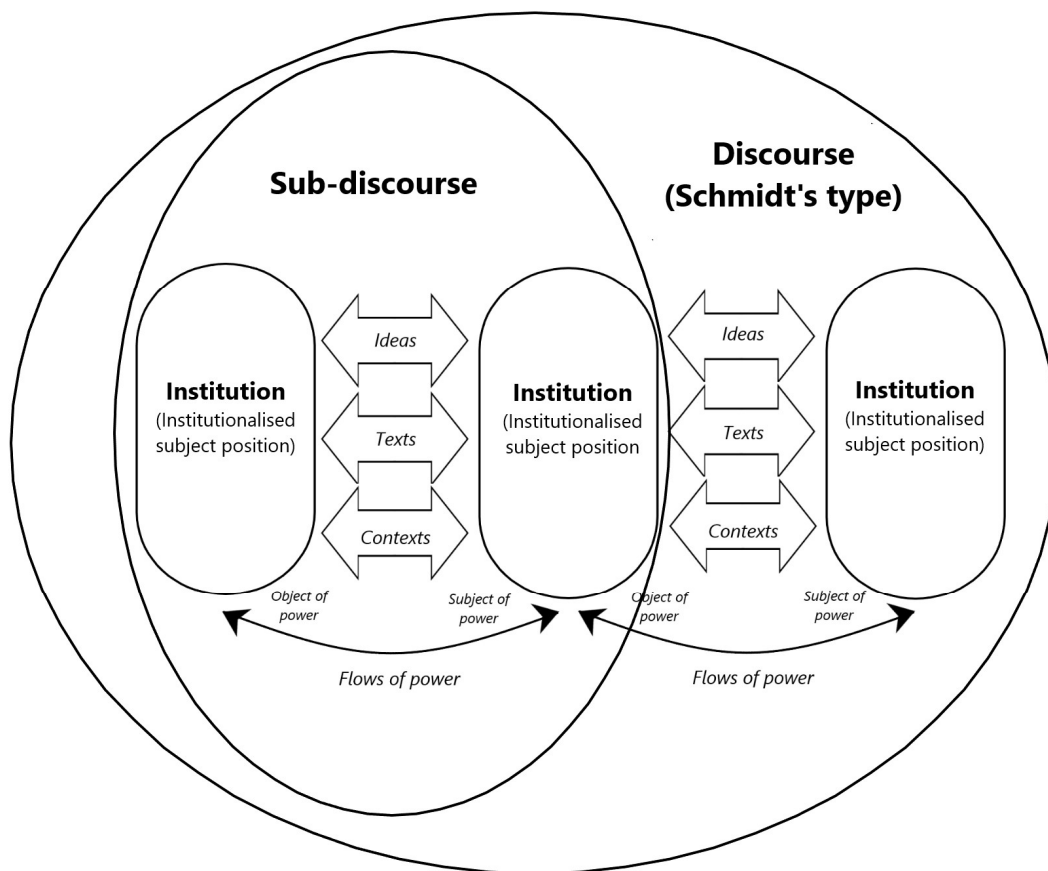 Sub-discourse
Discourse
(Schmidt's type)
Institution
(Institutionalised
subject position)
Ideas
Texts
Contexts
Institution
(Institutionalised
subject position
Ideas
Texts
Contexts
Institution
(Institutionalised
subject position)
Object of
power
Subject of
power
Flows of power
Object of
power
Subject of
power
Flows of power